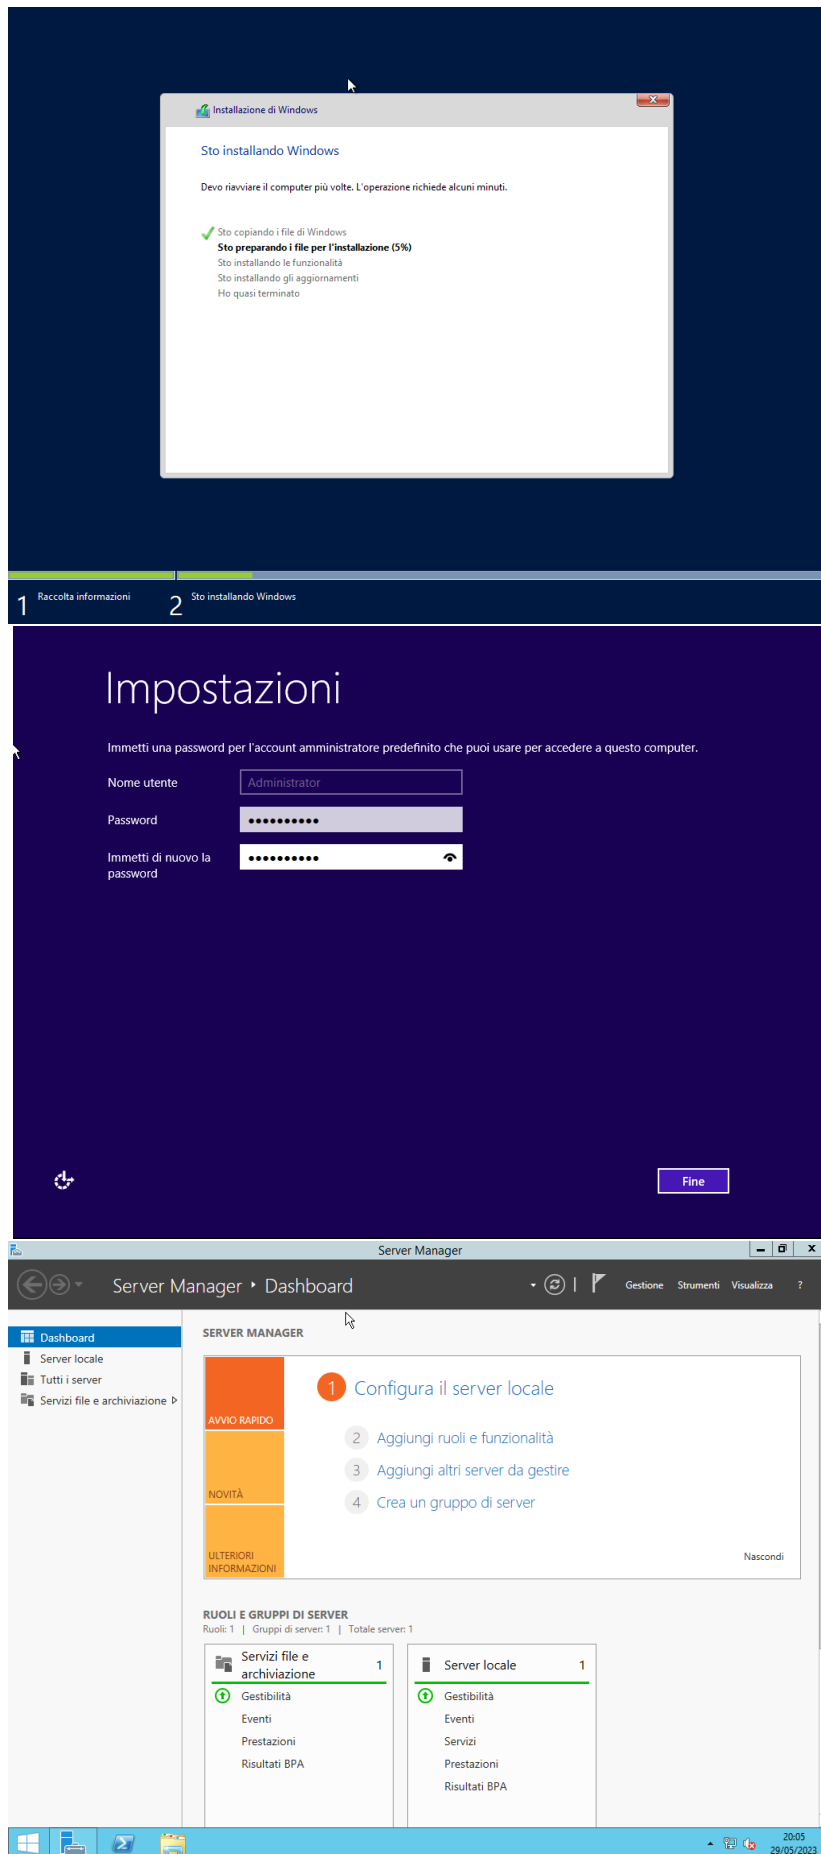 Installazione di Windows
Sto installando Windows
Devo riavviare il computer più volte. L'operazione richiede alcuni minuti.
Sto copiando i file di Windows
Sto preparando i file per l'installazione (5%)
Sto installando le funzionalità
Sto installando gli aggiornamenti
Ho quasi terminato
1 Raccolta informazioni 2 Sto installando Windows
Impostazioni
Immetti una password per l'account amministratore predefinito che puoi usare per accedere a questo computer.
Nome utente Administrator
Password ••••••••••
Immetti di nuovo la ••••••••••
password
Fine
Server Manager
Server Manager ‣ Dashboard
Gestione Strumenti Visualizza ?
Dashboard
Server locale
Tutti i server
Servizi file e archiviazione
SERVER MANAGER
AVVIO RAPIDO
NOVITÀ
ULTERIORI
INFORMAZIONI
1 Configura il server locale
2 Aggiungi ruoli e funzionalità
3 Aggiungi altri server da gestire
4 Crea un gruppo di server
Nascondi
RUOLI E GRUPPI DI SERVER
Ruoli: 1 | Gruppi di server: 1 | Totale server: 1
Servizi file e
archiviazione 1
Gestibilità
Eventi
Prestazioni
Risultati BPA
Server locale 1
Gestibilità
Eventi
Servizi
Prestazioni
Risultati BPA
20:05
29/05/2023